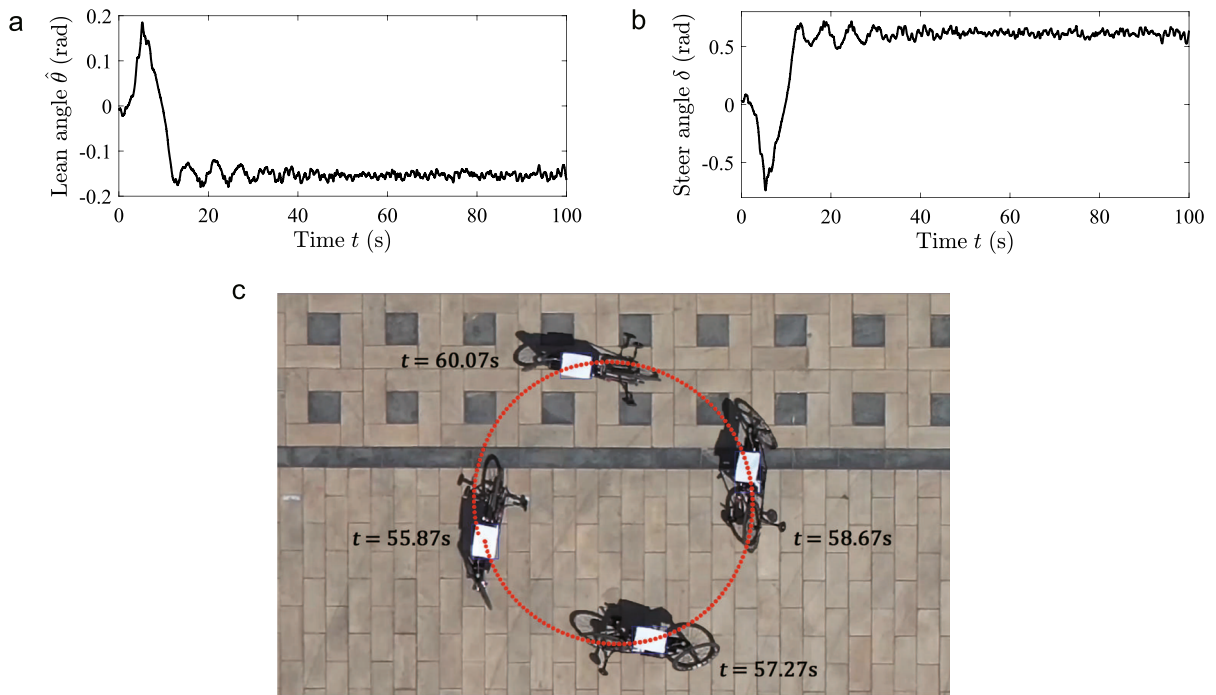 a
Lean angle θ̂ (rad)
0.2
0.1
0
-0.1
-0.2
0 20 40 60 80 100
Time t (s)
b
Steer angle δ (rad)
0.5
0
-0.5
0 20 40 60 80 100
Time t (s)
c
t = 60.07s
t = 55.87s
t = 58.67s
t = 57.27s